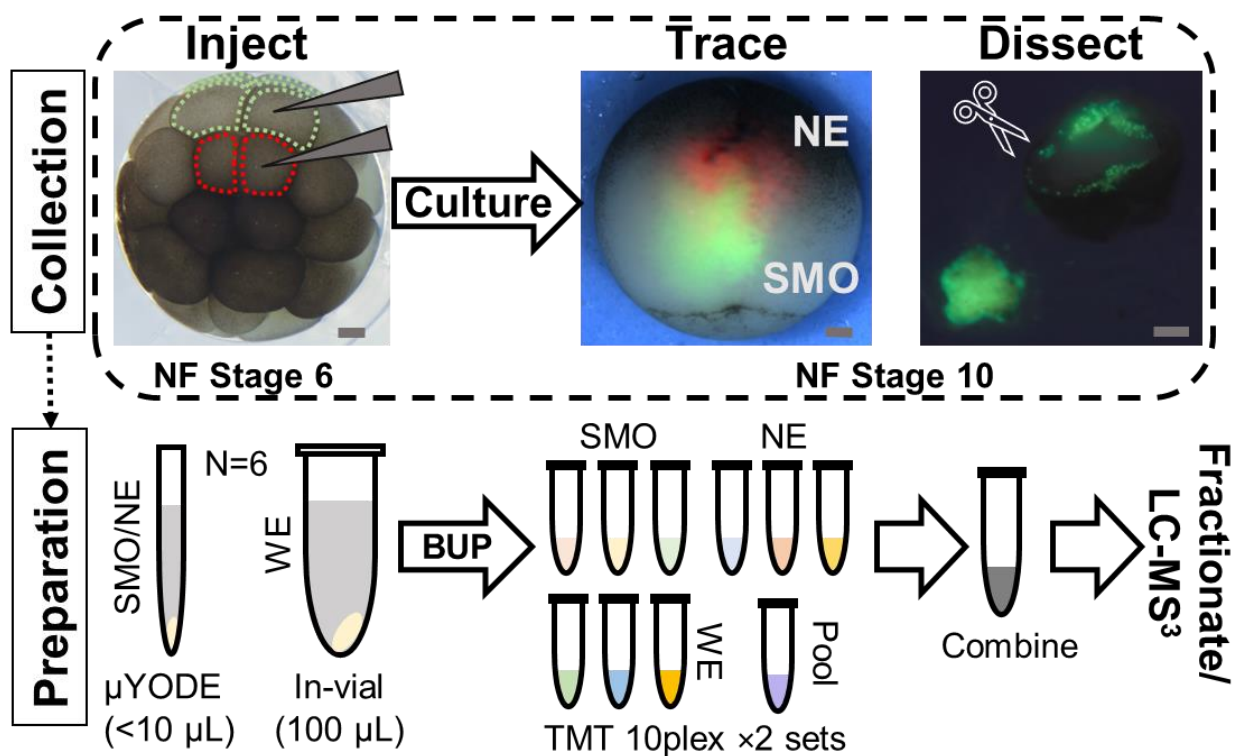 Inject
Trace
Dissect
Collection
NE
Culture
SMO
NF Stage 6
NF Stage 10
Preparation
SMO/NE
N=6
WE
BUP
SMO
NE
WE
Pool
Combine
Fractionate/
LC-MS³
µYODE
(<10 µL)
In-vial
(100 µL)
TMT 10plex ×2 sets